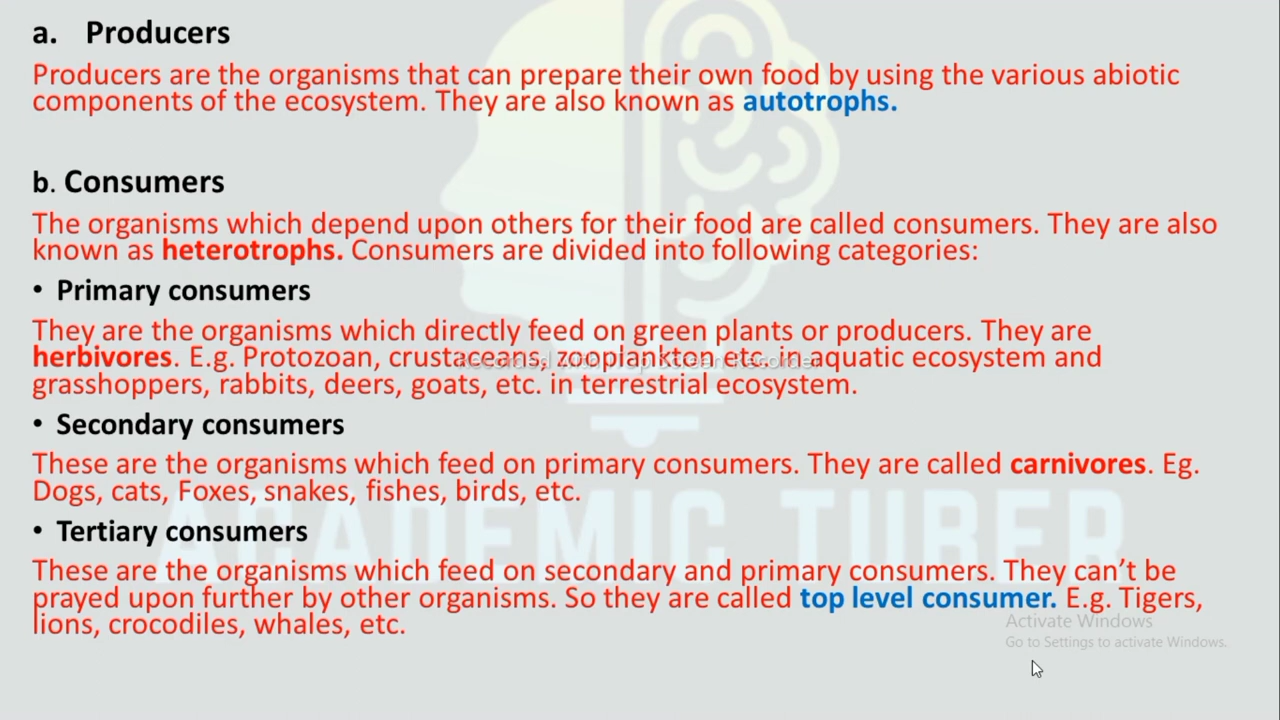 a. Producers
Producers are the organisms that can prepare their own food by using the various abiotic
components of the ecosystem. They are also known as autotrophs.
b. Consumers
The organisms which depend upon others for their food are called consumers. They are also
known as heterotrophs. Consumers are divided into following categories:
• Primary consumers
They are the organisms which directly feed on green plants or producers. They are
herbivores. E.g. Protozoan, crustaceans, zooplankton etc. in aquatic ecosystem and
Recorded with iTop Screen Recorder
grasshoppers, rabbits, deers, goats, etc. in terrestrial ecosystem.
• Secondary consumers
These are the organisms which feed on primary consumers. They are called carnivores. Eg.
Dogs, cats, Foxes, snakes, fishes, birds, etc.
ACADEMIC TUBER
• Tertiary consumers
These are the organisms which feed on secondary and primary consumers. They can’t be
prayed upon further by other organisms. So they are called top level consumer. E.g. Tigers,
lions, crocodiles, whales, etc.
Activate Windows
Go to Settings to activate Windows.